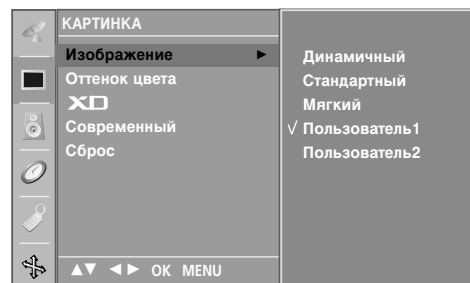 КАРТИНКА
Изображение ►
Оттенок цвета
XD
Современный
Сброс
▲▼ ◄► OK MENU
Динамичный
Стандартный
Мягкий
√ Пользователь1
Пользователь2